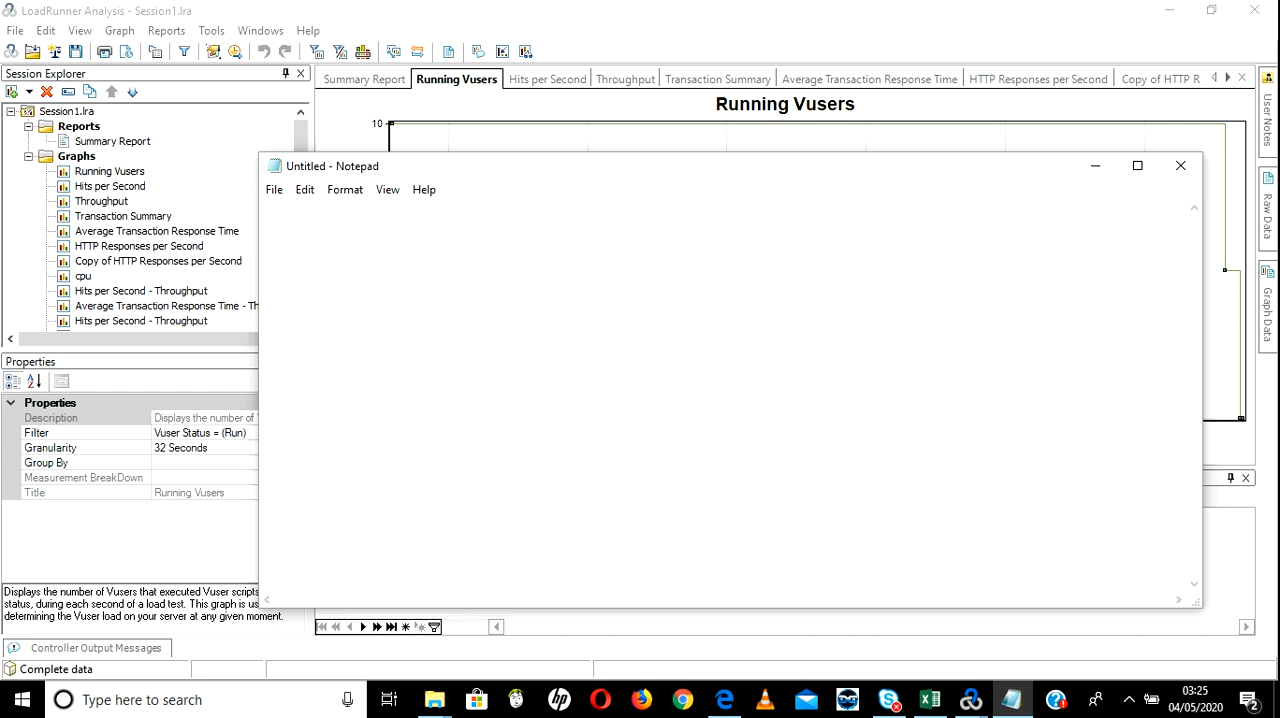 LoadRunner Analysis - Session1.lra
File Edit View Graph Reports Tools Windows Help
Session Explorer
Summary Report Running Vusers Hits per Second Throughput Transaction Summary Average Transaction Response Time HTTP Responses per Second Copy of HTTP R
Session1.lra
Reports
Summary Report
Graphs
Running Vusers
Hits per Second
Throughput
Transaction Summary
Average Transaction Response Time
HTTP Responses per Second
Copy of HTTP Responses per Second
cpu
Hits per Second - Throughput
Average Transaction Response Time - Th
Hits per Second - Throughput
Running Vusers
10
User Notes
Raw Data
Graph Data
Untitled - Notepad
File Edit Format View Help
Properties
Properties
Description Displays the number of
Filter Vuser Status = (Run)
Granularity 32 Seconds
Group By
Measurement BreakDown
Title Running Vusers
Displays the number of Vusers that executed Vuser scripts
status, during each second of a load test. This graph is us
determining the Vuser load on your server at any given moment.
Controller Output Messages
Complete data
Type here to search
03:25
04/05/2020
2